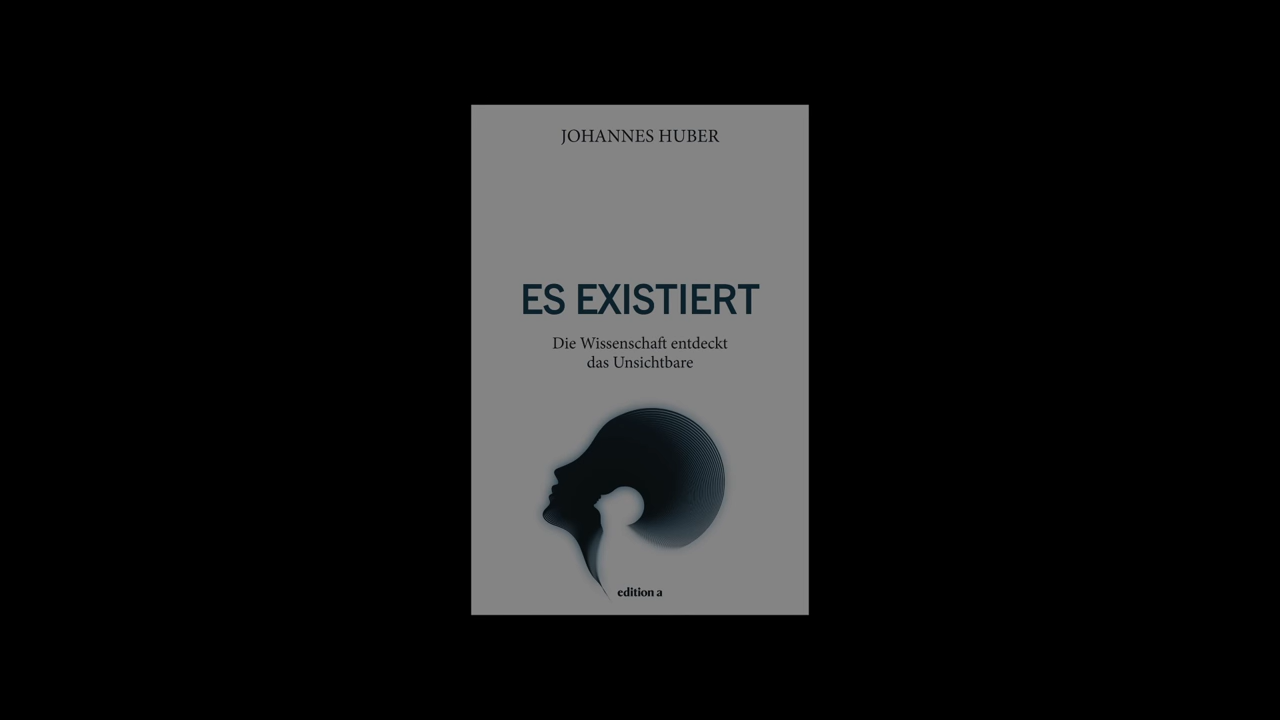 JOHANNES HUBER
ES EXISTIERT
Die Wissenschaft entdeckt
das Unsichtbare
edition a